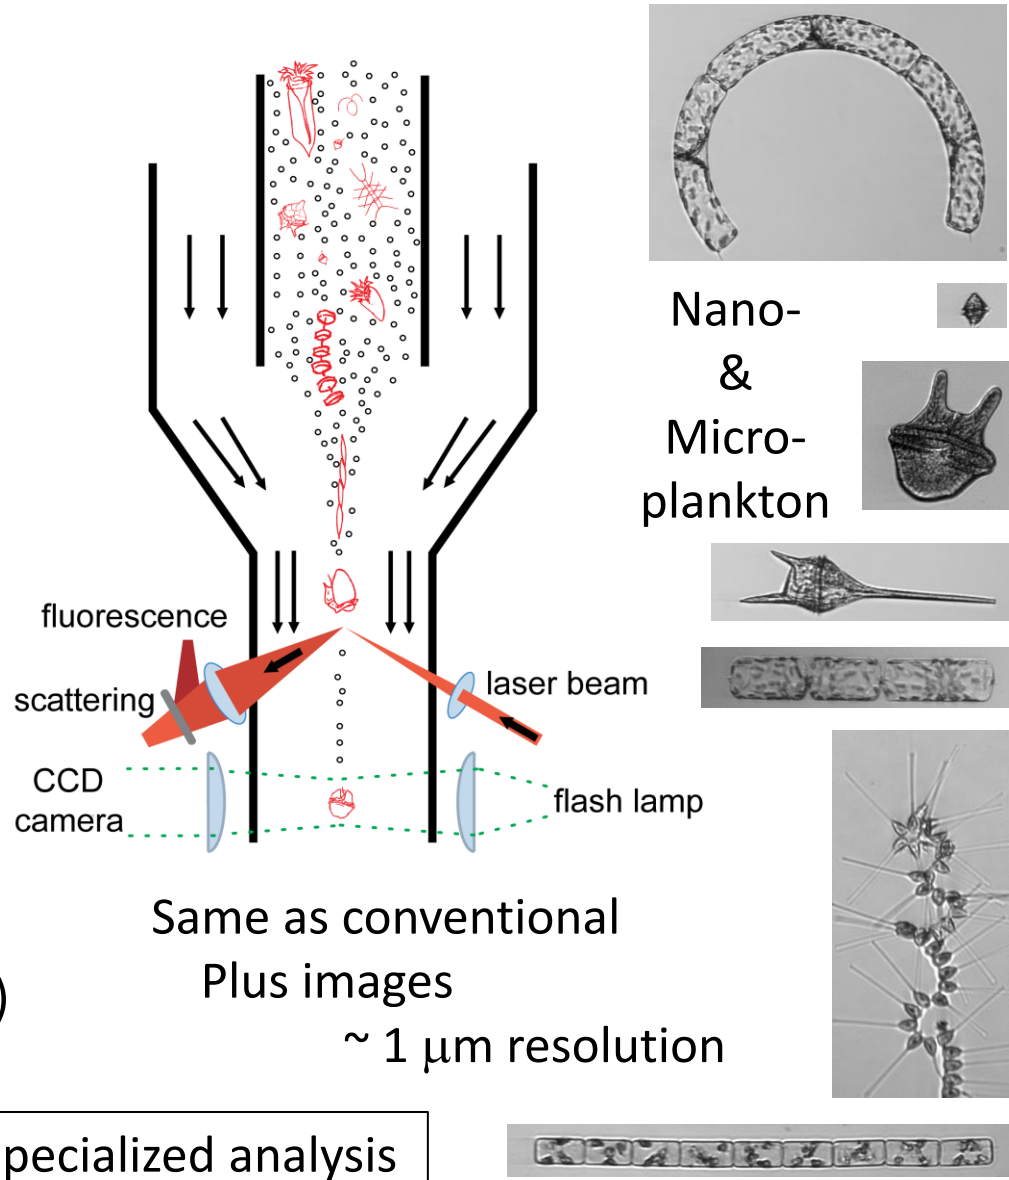 Nano-
&
Micro-
plankton
fluorescence
scattering
laser beam
CCD
camera
flash lamp
Same as conventional
Plus images
~ 1 μm resolution
)
pecialized analysis